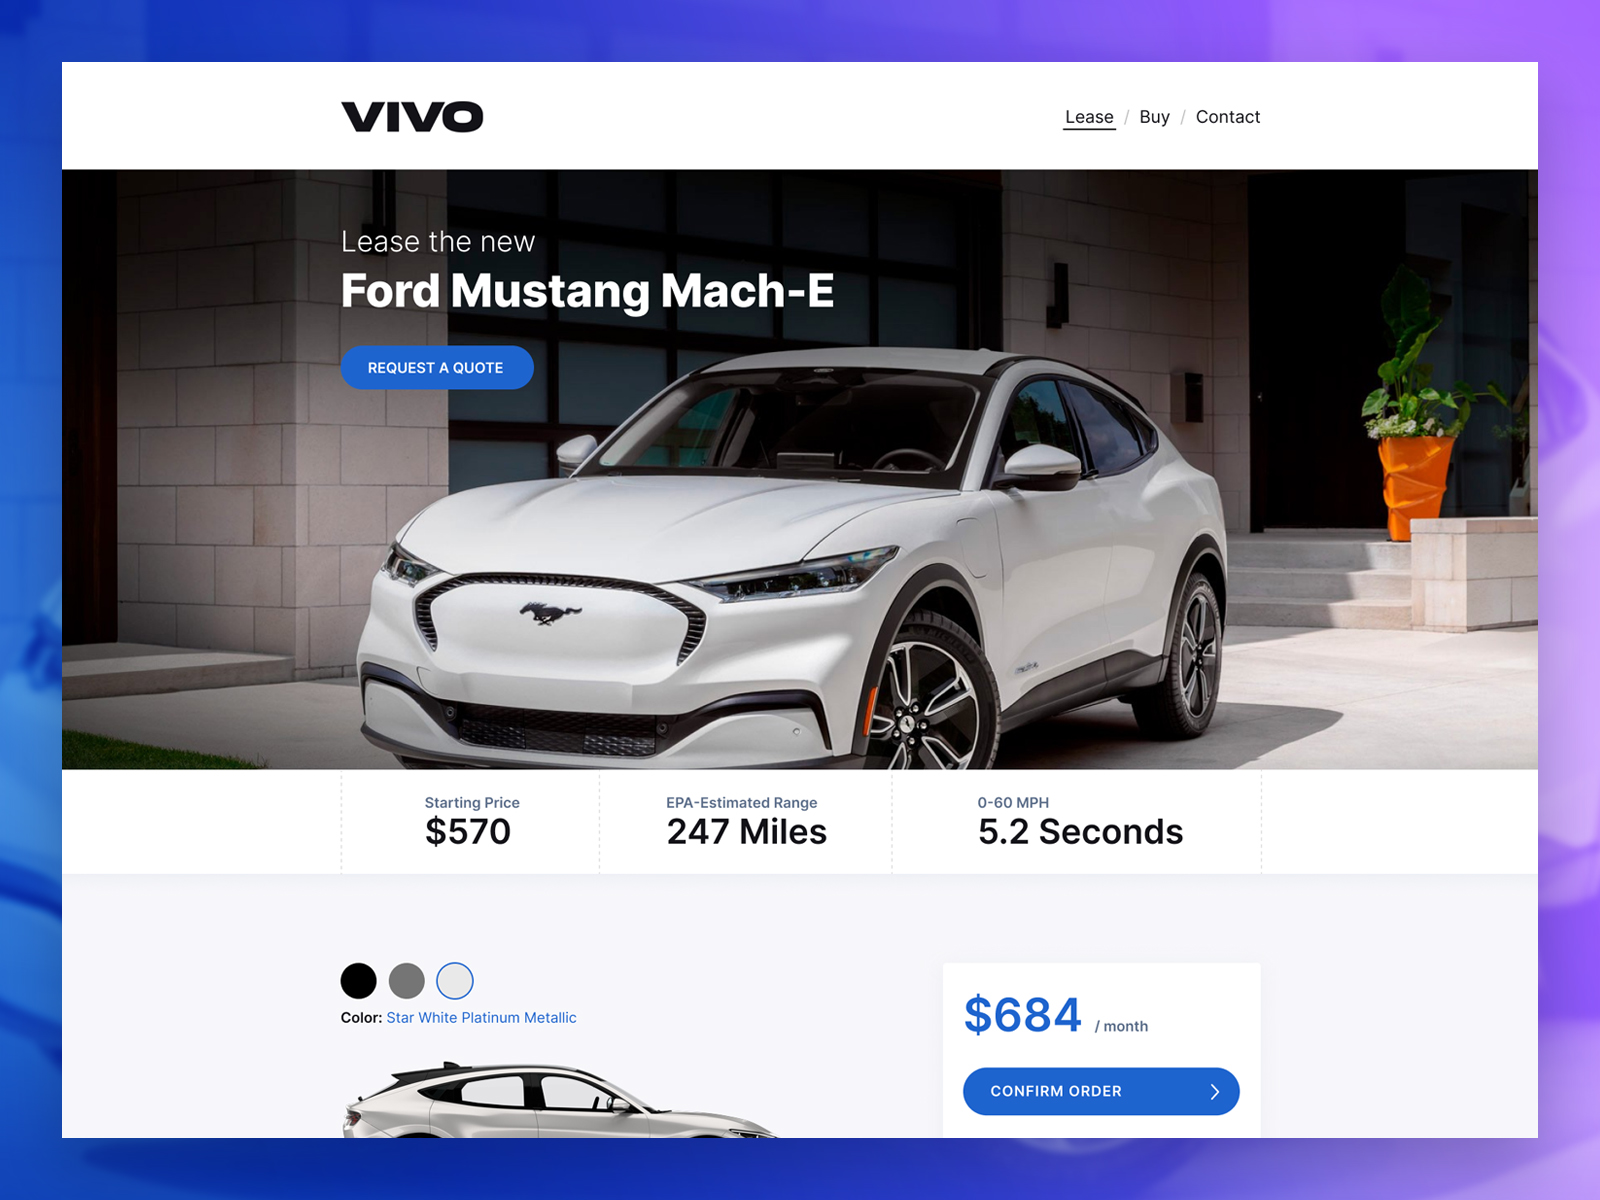 VIVO
Lease / Buy / Contact
Lease the new
Ford Mustang Mach-E
REQUEST A QUOTE
Starting Price
$570
EPA-Estimated Range
247 Miles
0-60 MPH
5.2 Seconds
Color: Star White Platinum Metallic
$684 / month
CONFIRM ORDER